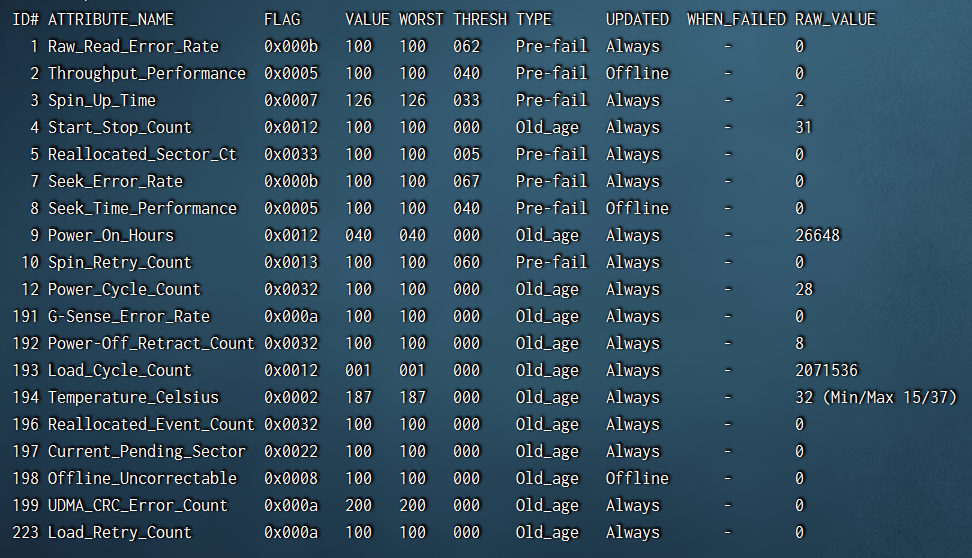 ID# ATTRIBUTE_NAME FLAG VALUE WORST THRESH TYPE UPDATED WHEN_FAILED RAW_VALUE
1 Raw_Read_Error_Rate 0x000b 100 100 062 Pre-fail Always - 0
2 Throughput_Performance 0x0005 100 100 040 Pre-fail Offline - 0
3 Spin_Up_Time 0x0007 126 126 033 Pre-fail Always - 2
4 Start_Stop_Count 0x0012 100 100 000 Old_age Always - 31
5 Reallocated_Sector_Ct 0x0033 100 100 005 Pre-fail Always - 0
7 Seek_Error_Rate 0x000b 100 100 067 Pre-fail Always - 0
8 Seek_Time_Performance 0x0005 100 100 040 Pre-fail Offline - 0
9 Power_On_Hours 0x0012 040 040 000 Old_age Always - 26648
10 Spin_Retry_Count 0x0013 100 100 060 Pre-fail Always - 0
12 Power_Cycle_Count 0x0032 100 100 000 Old_age Always - 28
191 G-Sense_Error_Rate 0x000a 100 100 000 Old_age Always - 0
192 Power-Off_Retract_Count 0x0032 100 100 000 Old_age Always - 8
193 Load_Cycle_Count 0x0012 001 001 000 Old_age Always - 2071536
194 Temperature_Celsius 0x0002 187 187 000 Old_age Always - 32 (Min/Max 15/37)
196 Reallocated_Event_Count 0x0032 100 100 000 Old_age Always - 0
197 Current_Pending_Sector 0x0022 100 100 000 Old_age Always - 0
198 Offline_Uncorrectable 0x0008 100 100 000 Old_age Offline - 0
199 UDMA_CRC_Error_Count 0x000a 200 200 000 Old_age Always - 0
223 Load_Retry_Count 0x000a 100 100 000 Old_age Always - 0